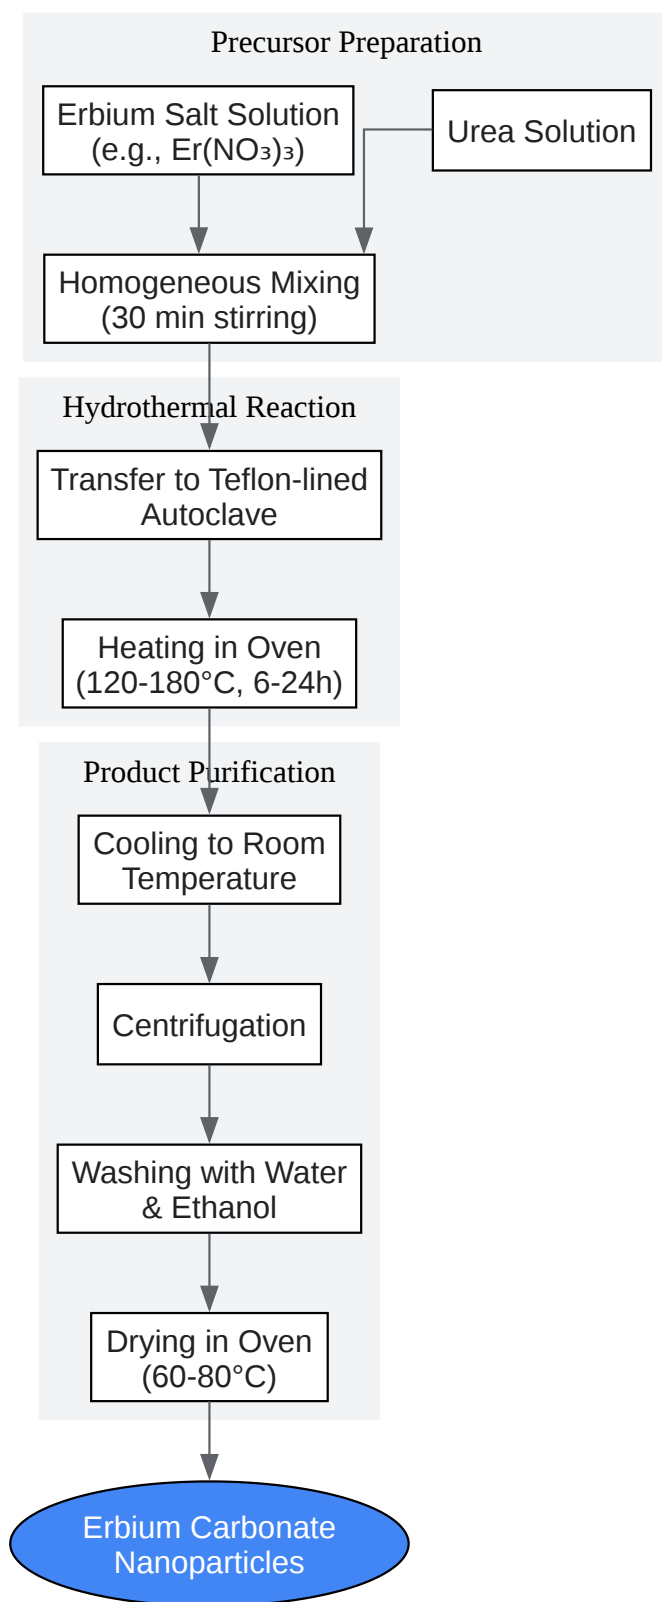 Precursor Preparation
Erbium Salt Solution
(e.g., Er(NO₃)₃)
Urea Solution
Homogeneous Mixing
(30 min stirring)
Hydrothermal Reaction
Transfer to Teflon-lined
Autoclave
Heating in Oven
(120-180°C, 6-24h)
Product Purification
Cooling to Room
Temperature
Centrifugation
Washing with Water
& Ethanol
Drying in Oven
(60-80°C)
Erbium Carbonate
Nanoparticles